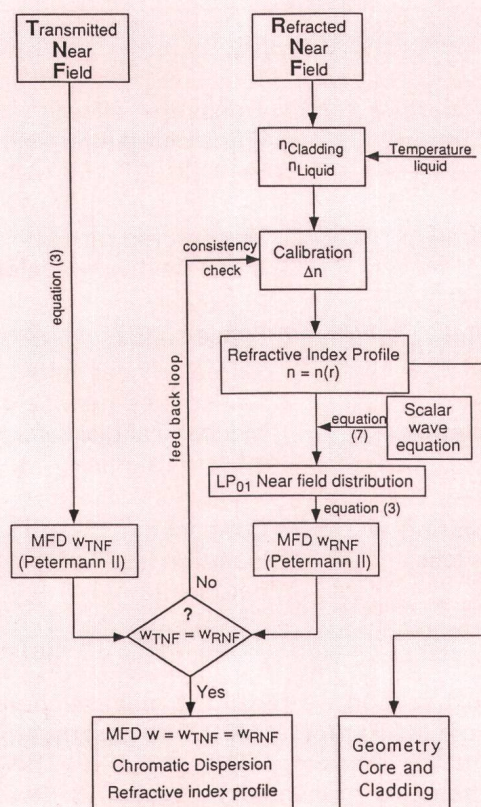 Transmitted
Near
Field
Refracted
Near
Field
nCladding
nLiquid
Temperature
liquid
equation (3)
consistency
check
Calibration
Δn
feed back loop
Refractive Index Profile
n = n(r)
equation
(7)
Scalar
wave
equation
LP01 Near field distribution
equation (3)
MFD wTNF
(Petermann II)
MFD wRNF
(Petermann II)
No
?
wTNF = wRNF
Yes
MFD w = wTNF = wRNF
Chromatic Dispersion
Refractive index profile
Geometry
Core and
Cladding